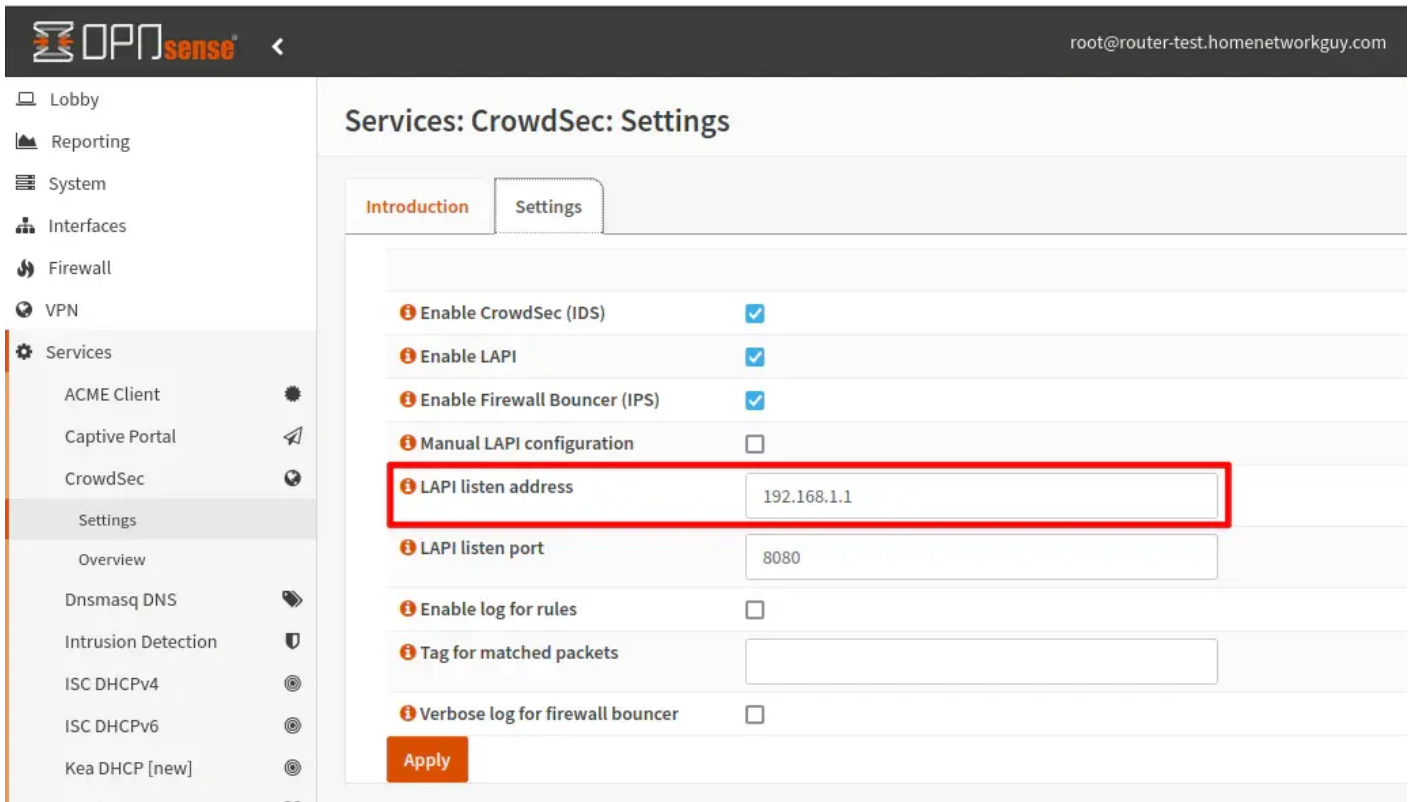 OPNsense
root@router-test.homenetworkguy.com
Lobby
Reporting
System
Interfaces
Firewall
VPN
Services
ACME Client
Captive Portal
CrowdSec
Settings
Overview
Dnsmasq DNS
Intrusion Detection
ISC DHCPv4
ISC DHCPv6
Kea DHCP [new]
Services: CrowdSec: Settings
Introduction
Settings
Enable CrowdSec (IDS)
Enable LAPI
Enable Firewall Bouncer (IPS)
Manual LAPI configuration
LAPI listen address
192.168.1.1
LAPI listen port
8080
Enable log for rules
Tag for matched packets
Verbose log for firewall bouncer
Apply